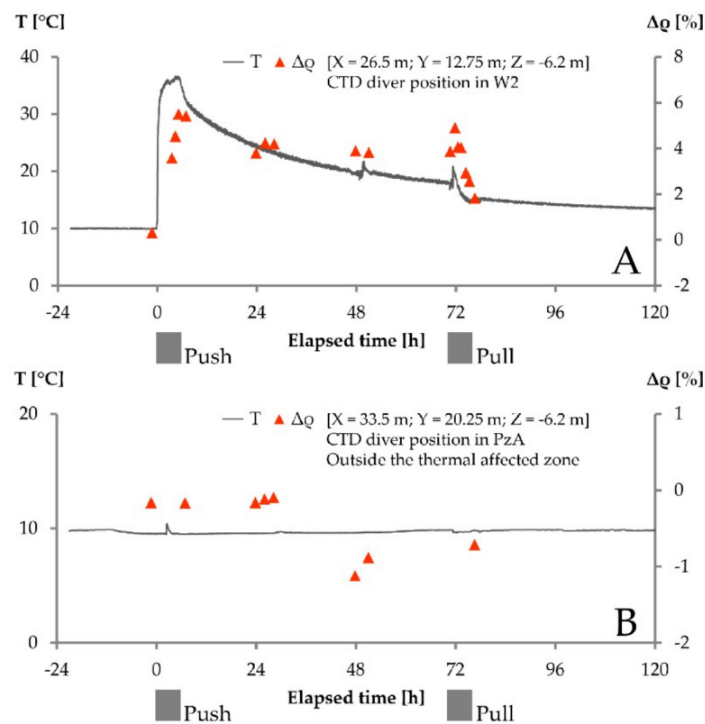 T [°C]
Δϱ [%]
40
8
T Δϱ [X = 26.5 m; Y = 12.75 m; Z = -6.2 m]
CTD diver position in W2
30
6
4
20
2
10
0
A
0
-2
-24 0 24 48 72 96 120
Push Elapsed time [h] Pull
T [°C]
Δϱ [%]
20
1
T Δϱ [X = 33.5 m; Y = 20.25 m; Z = -6.2 m]
CTD diver position in PzA
Outside the thermal affected zone
0
10
-1
B
0
-2
-24 0 24 48 72 96 120
Push Elapsed time [h] Pull